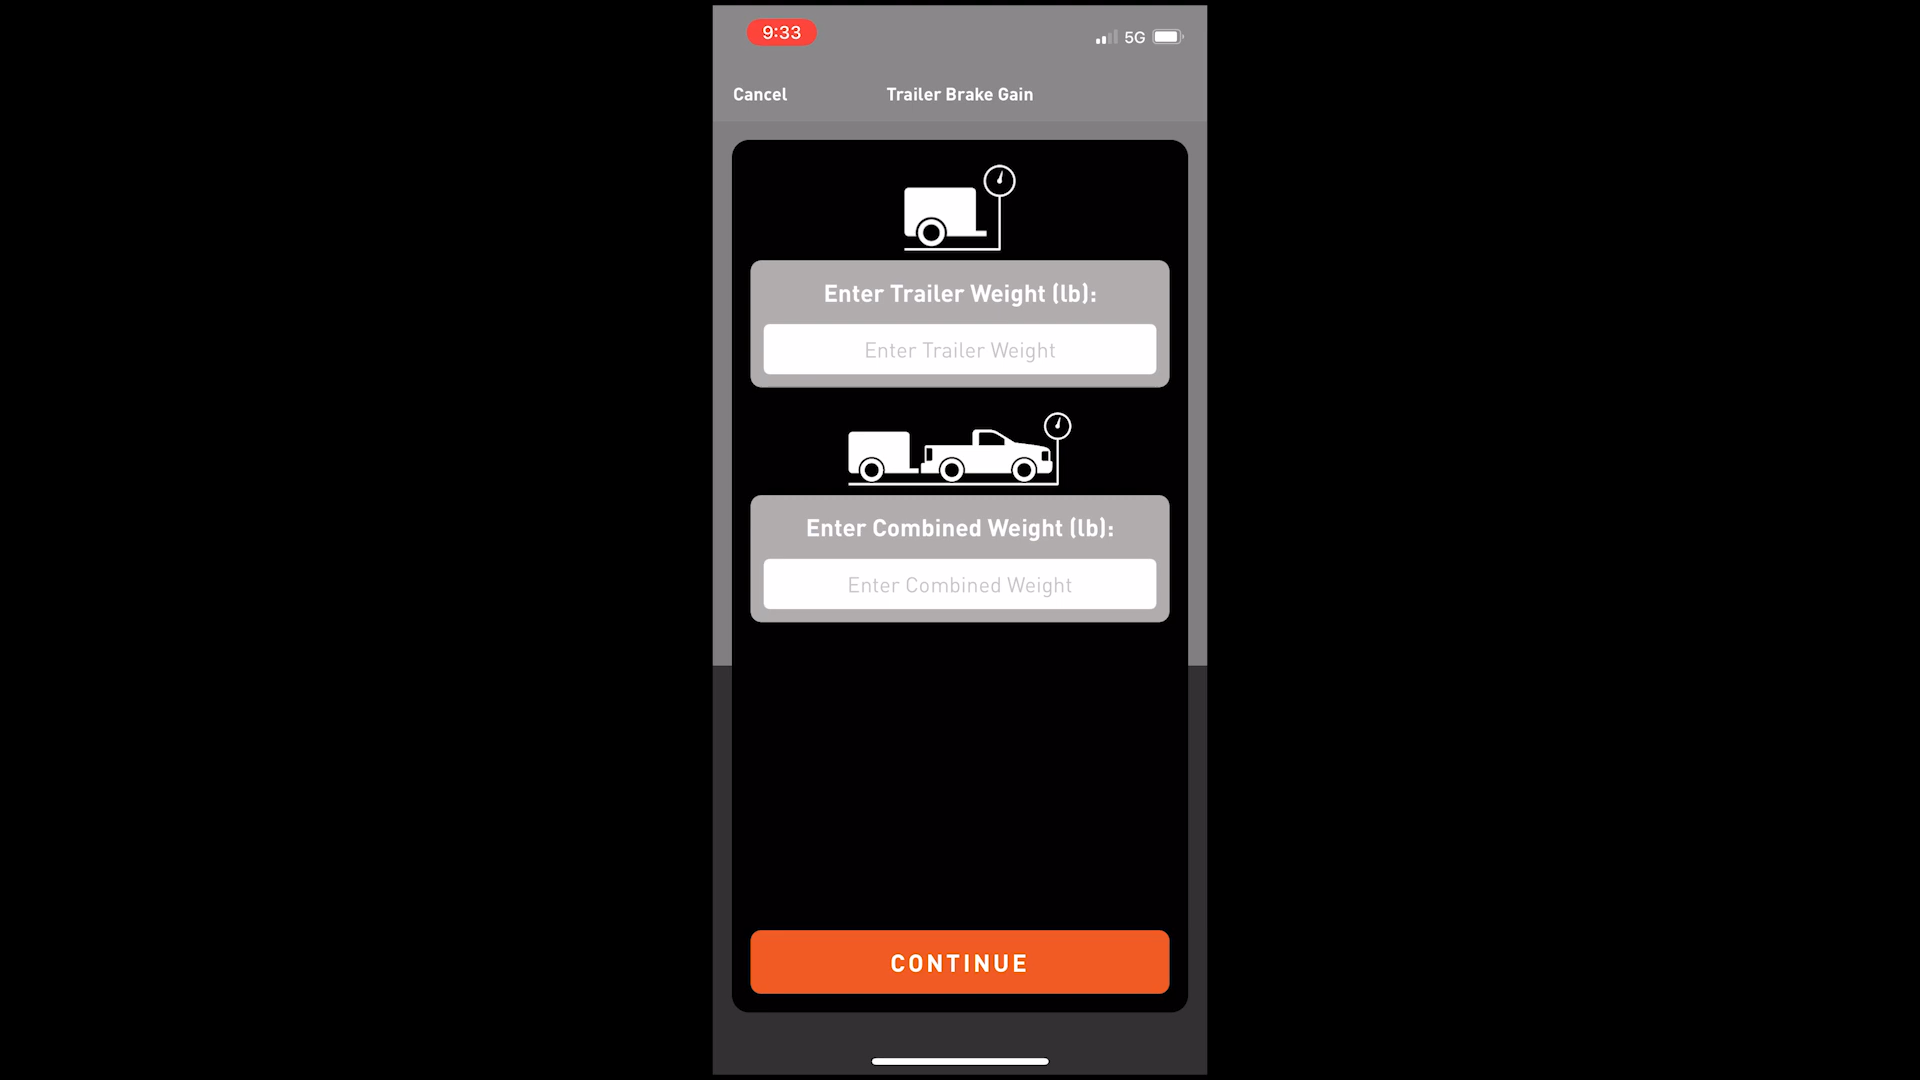 9:33
5G
Cancel
Trailer Brake Gain
Enter Trailer Weight (lb):
Enter Trailer Weight
Enter Combined Weight (lb):
Enter Combined Weight
CONTINUE